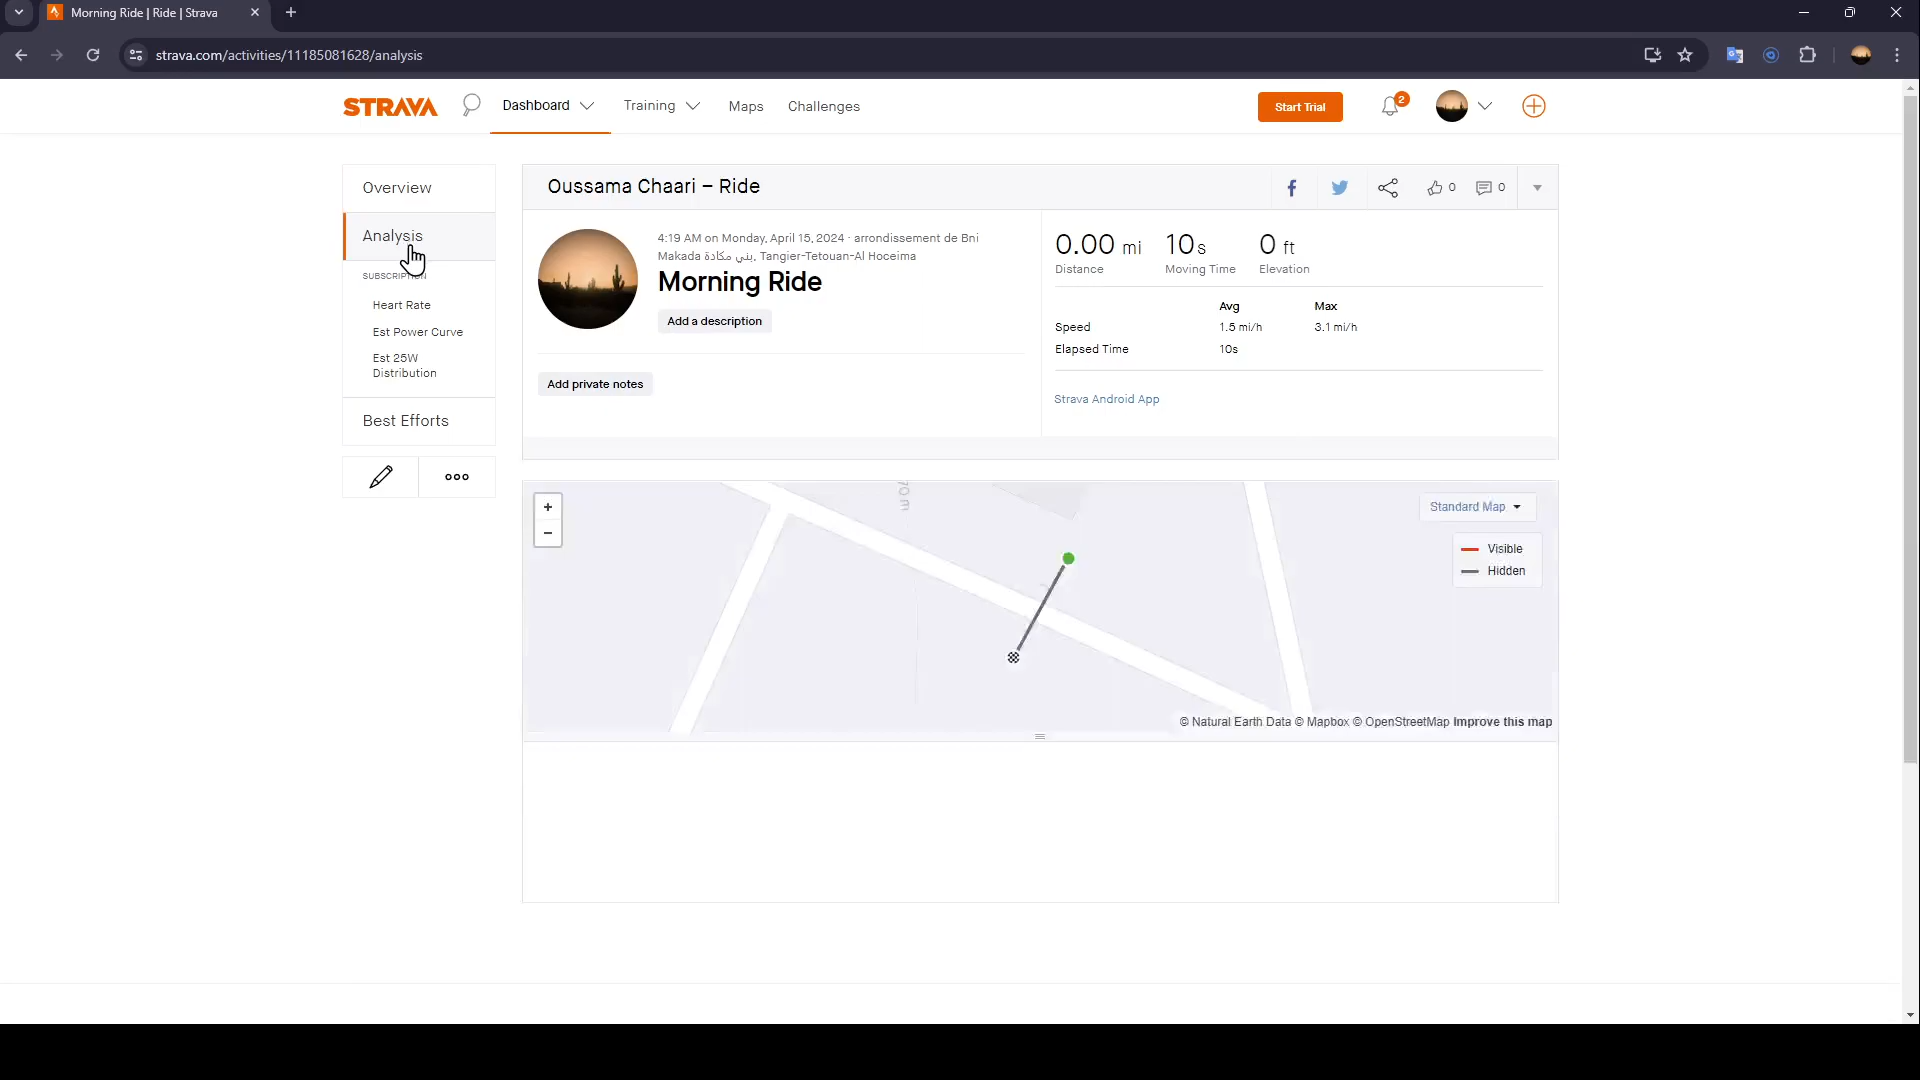 Morning Ride | Ride | Strava
strava.com/activities/11185081628/analysis
STRAVA
Dashboard
Training
Maps
Challenges
Start Trial
2
Overview
Analysis
SUBSCRIPTION
Heart Rate
Est Power Curve
Est 25W
Distribution
Best Efforts
Oussama Chaari – Ride
0
0
4:19 AM on Monday, April 15, 2024 · arrondissement de Bni
Makada بني مكادة, Tangier-Tetouan-Al Hoceima
Morning Ride
Add a description
Add private notes
0.00 mi
Distance
10s
Moving Time
0 ft
Elevation
Avg
Max
Speed
1.5 mi/h
3.1 mi/h
Elapsed Time
10s
Strava Android App
+
−
70 m
Standard Map
Visible
Hidden
© Natural Earth Data © Mapbox © OpenStreetMap Improve this map